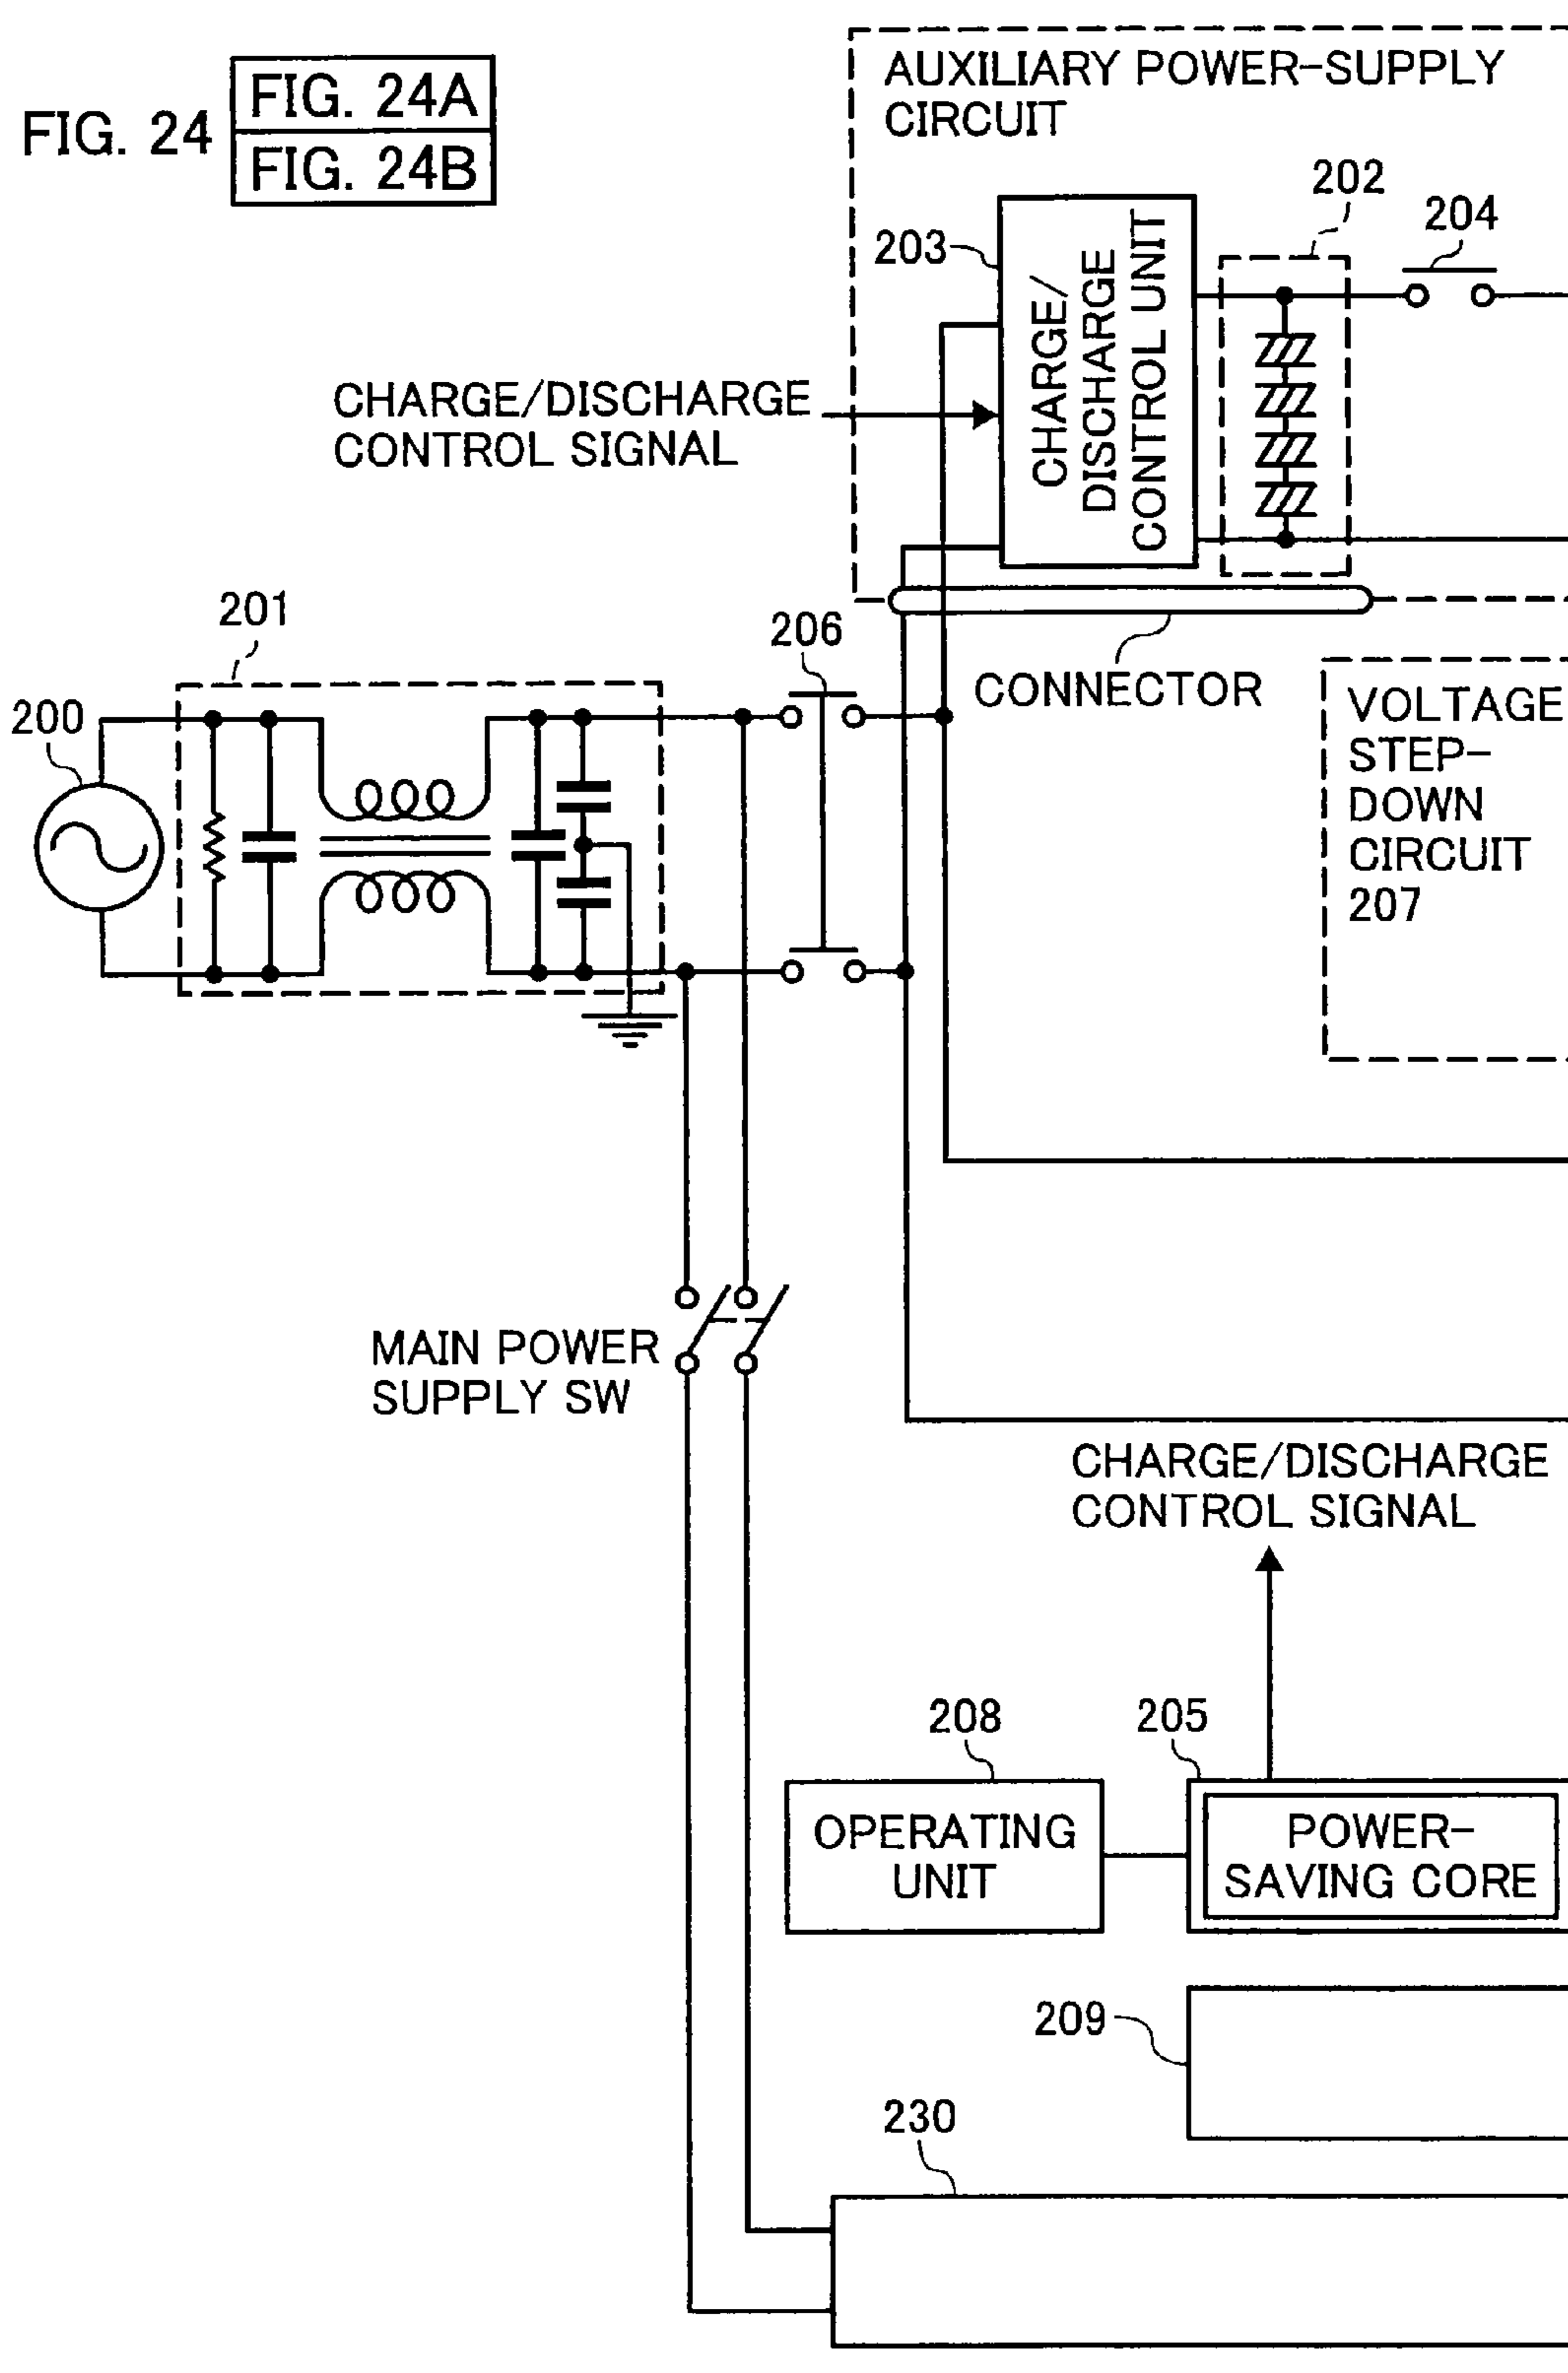 FIG. 24
FIG. 24A
FIG. 24B
AUXILIARY POWER-SUPPLY
CIRCUIT
202
204
203
CHARGE/
DISCHARGE
CONTROL UNIT
CHARGE/DISCHARGE
CONTROL SIGNAL
201
206
200
CONNECTOR
VOLTAGE
STEP-
DOWN
CIRCUIT
207
MAIN POWER
SUPPLY SW
CHARGE/DISCHARGE
CONTROL SIGNAL
208
205
OPERATING
UNIT
POWER-
SAVING CORE
209
230